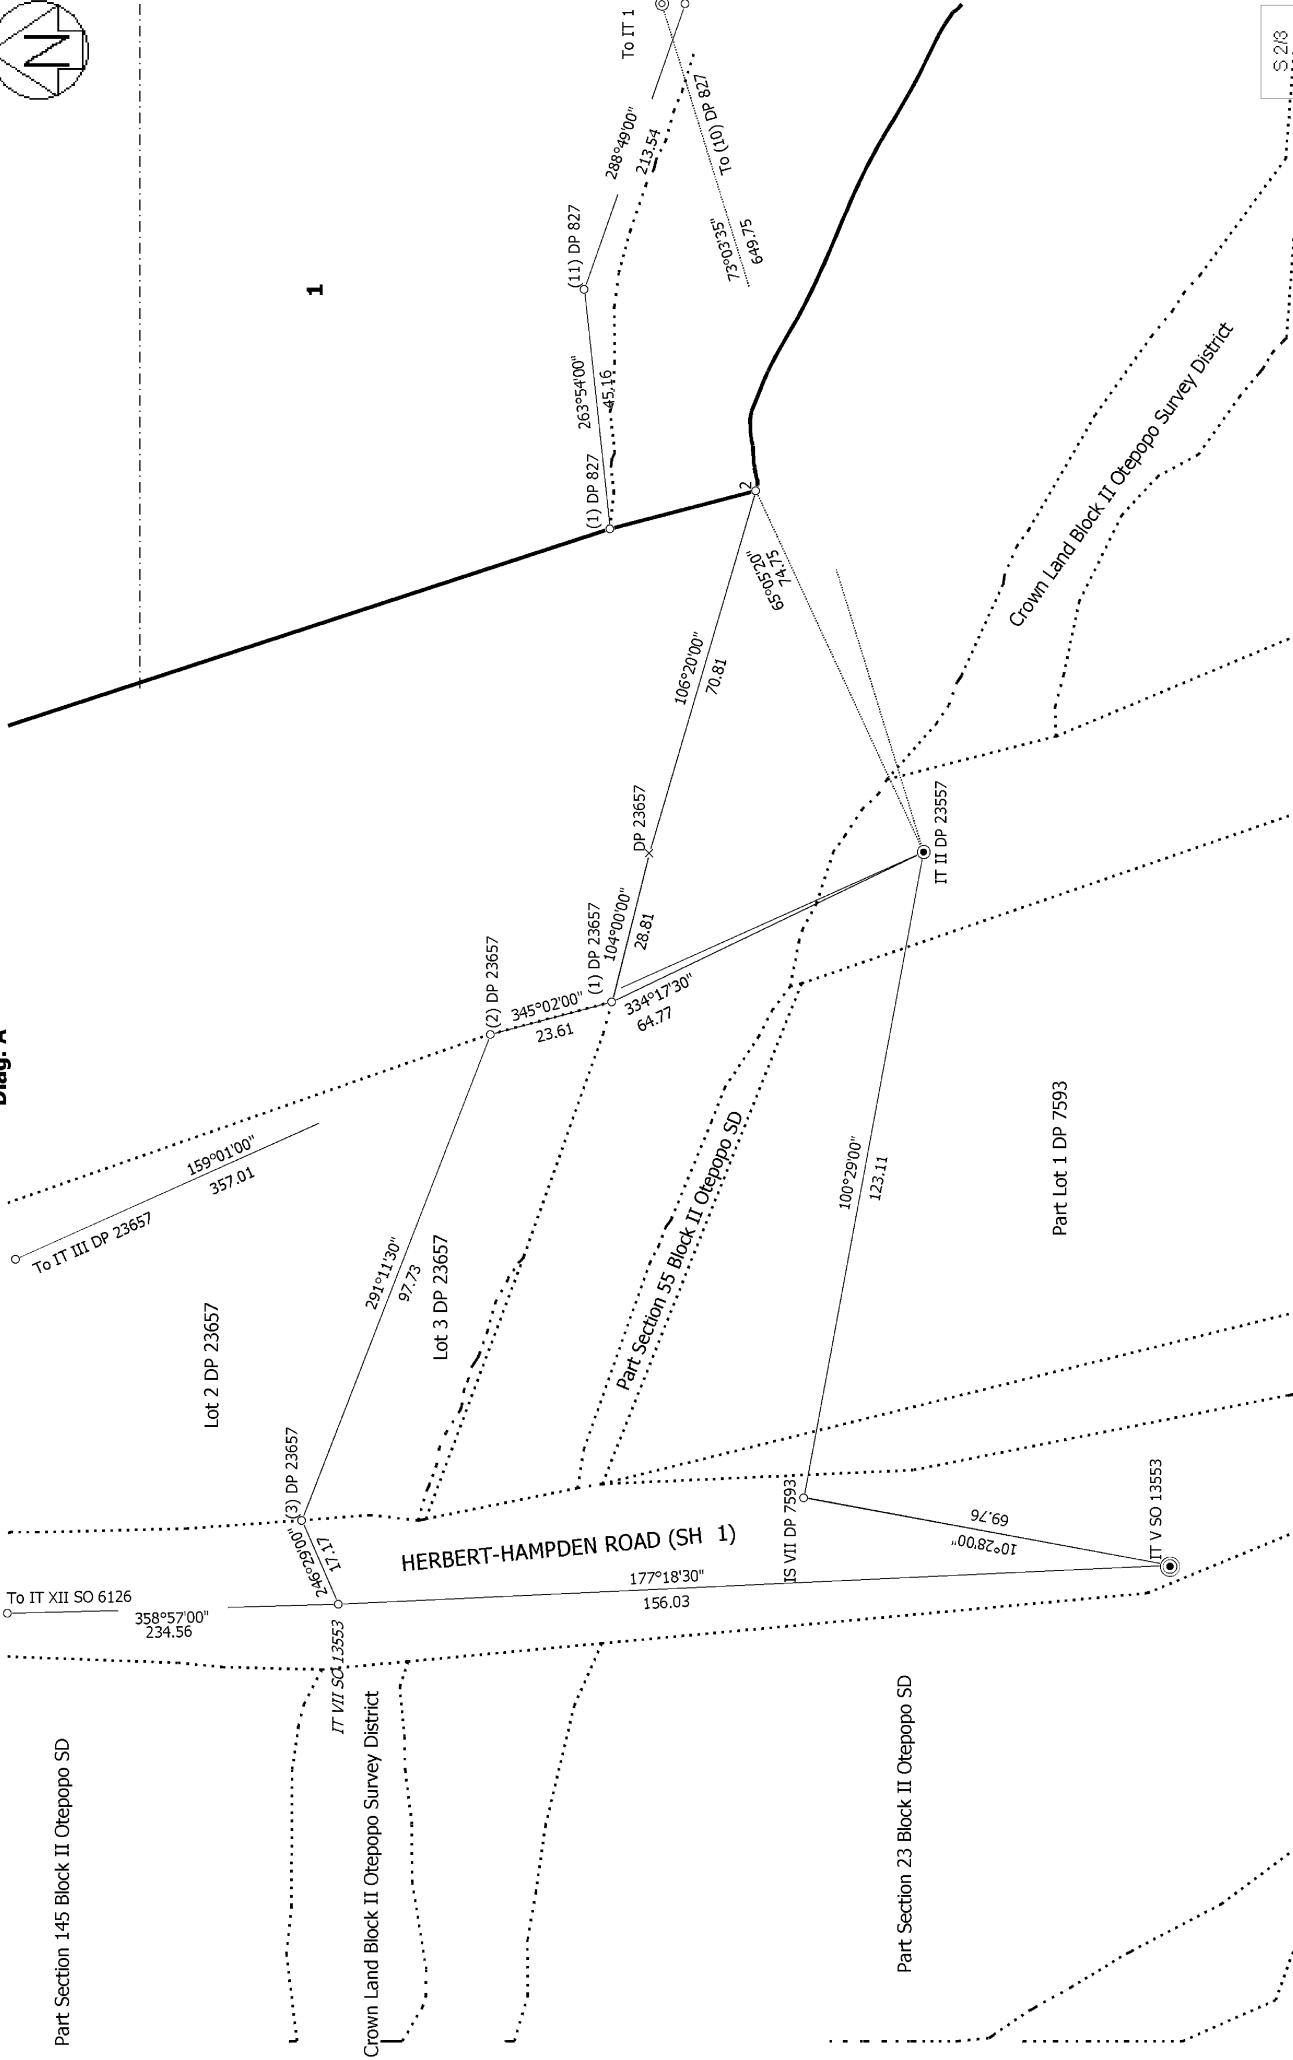 N
To IT 1
S 2/3
288°49'00"
213.54
To (10) DP 827
73°03'35"
649.75
(11) DP 827
1
263°54'00"
45.16
(1) DP 827
2
Crown Land Block II Otepopo Survey District
65°05'20"
74.75
106°20'00"
70.81
DP 23657
IT II DP 23557
(1) DP 23657
104°00'00"
28.81
(2) DP 23657
345°02'00"
23.61
334°17'30"
64.77
Diag. A
159°01'00"
357.01
To IT III DP 23657
Part Section 55 Block II Otepopo SD
100°29'00"
123.11
Part Lot 1 DP 7593
291°11'30"
97.73
Lot 3 DP 23657
Lot 2 DP 23657
(3) DP 23657
246°29'00"
17.17
HERBERT-HAMPDEN ROAD (SH 1)
IS VII DP 7593
69.76
10°28'00"
IT V SO 13553
To IT XII SO 6126
358°57'00"
234.56
177°18'30"
156.03
IT VII SO 13553
Part Section 145 Block II Otepopo SD
Crown Land Block II Otepopo Survey District
Part Section 23 Block II Otepopo SD